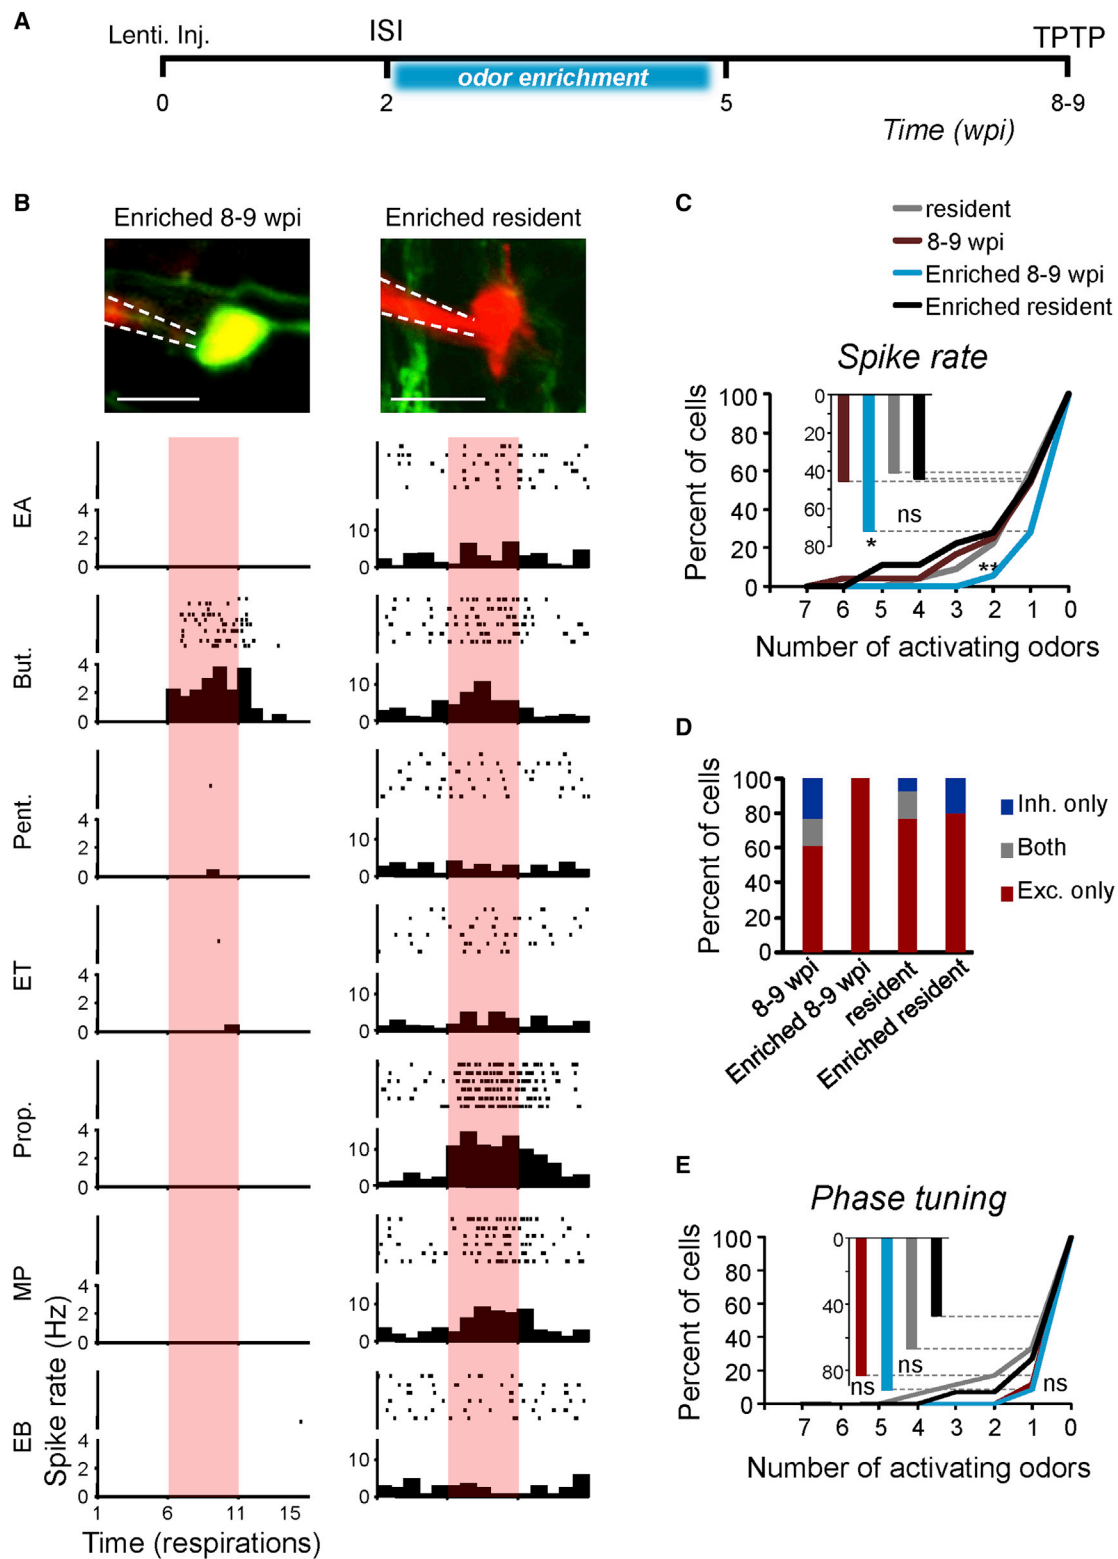 A
Lenti. Inj.
ISI
TPTP
odor enrichment
0
2
5
8-9
Time (wpi)
B
Enriched 8-9 wpi
Enriched resident
EA
4
2
0
10
0
But.
4
2
0
10
0
Pent.
4
2
0
10
0
ET
4
2
0
10
0
Prop.
4
2
0
10
0
MP
4
2
0
10
0
EB
4
2
0
10
0
Spike rate (Hz)
1
6
11
15
Time (respirations)
C
resident
8-9 wpi
Enriched 8-9 wpi
Enriched resident
Spike rate
Percent of cells
100
80
60
40
20
0
0
20
40
60
80
*
ns
**
7 6 5 4 3 2 1 0
Number of activating odors
D
Percent of cells
100
80
60
40
20
0
Inh. only
Both
Exc. only
8-9 wpi
Enriched 8-9 wpi
resident
Enriched resident
E
Phase tuning
Percent of cells
100
80
60
40
20
0
0
40
80
ns
ns
ns
7 6 5 4 3 2 1 0
Number of activating odors